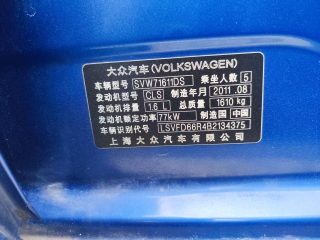 大众汽车(VOLKSWAGEN)
车辆型号 SVW71611DS 乘坐人数 5
发动机型号 CLS 制造年月 2011.08
发动机排量 1.6 L 总质量 1610 kg
发动机额定功率 77kW 制造国 中国
车辆识别代号 LSVFD66R4B2134375
上海大众汽车有限公司